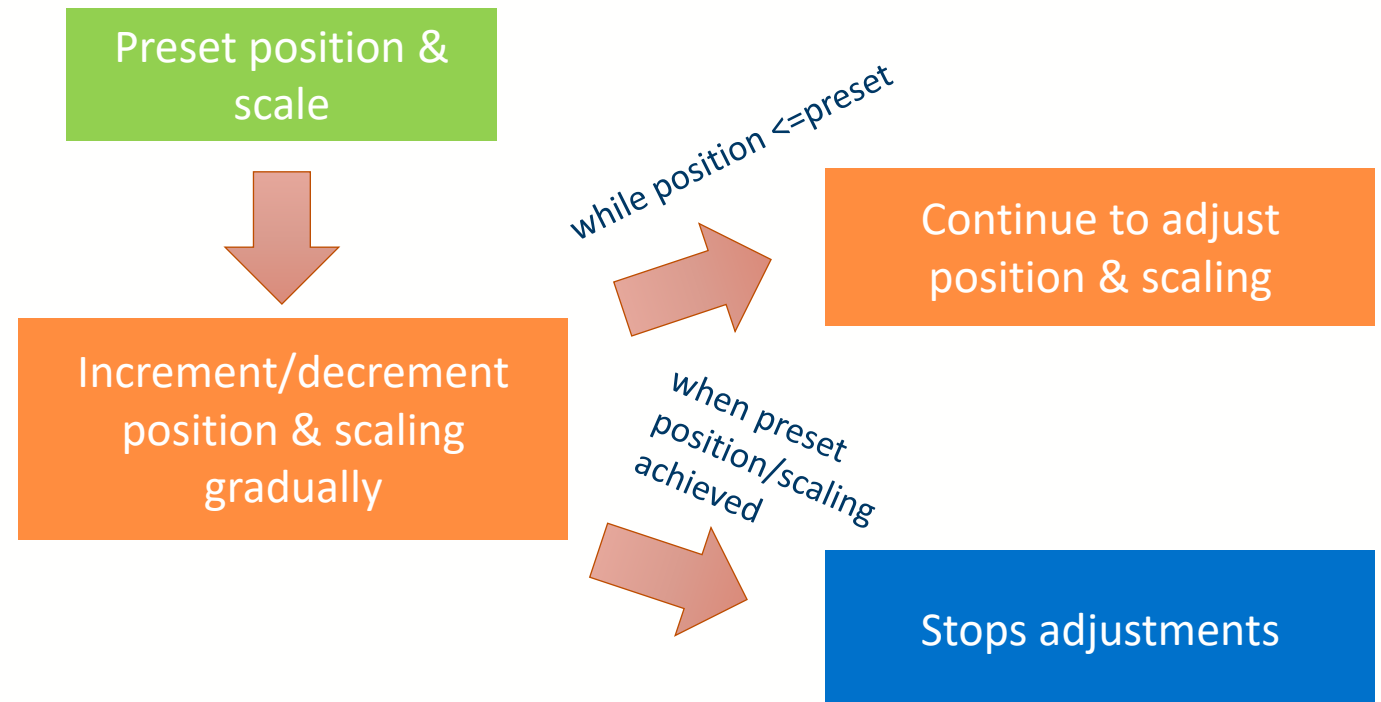 Preset position &
scale
while position <=preset
Continue to adjust
position & scaling
Increment/decrement
position & scaling
gradually
when preset
position/scaling
achieved
Stops adjustments